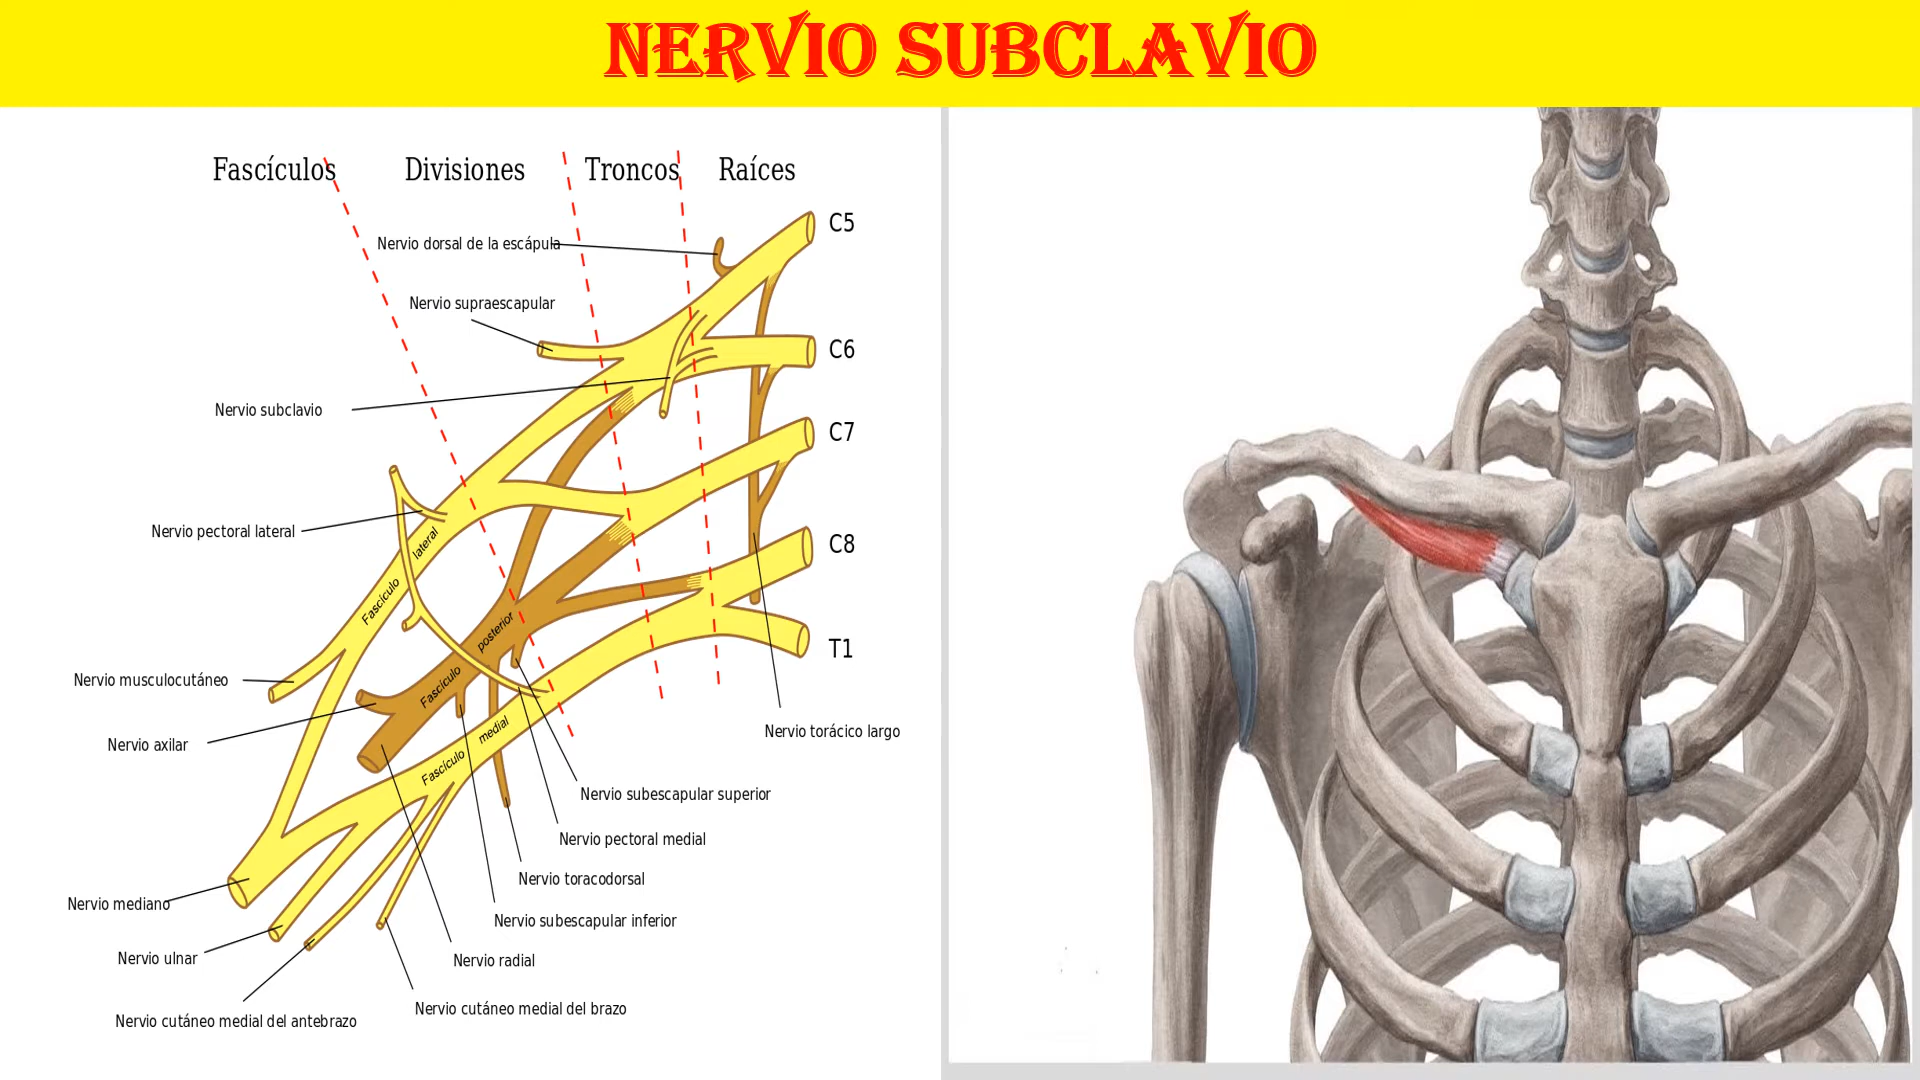 NERVIO SUBCLAVIO
Fascículos
Divisiones
Troncos
Raíces
C5
Nervio dorsal de la escápula
Nervio supraescapular
C6
Nervio subclavio
C7
Nervio pectoral lateral
C8
Fascículo lateral
Fascículo posterior
T1
Nervio musculocutáneo
Nervio axilar
Nervio torácico largo
Fascículo medial
Nervio subescapular superior
Nervio pectoral medial
Nervio toracodorsal
Nervio mediano
Nervio subescapular inferior
Nervio ulnar
Nervio radial
Nervio cutáneo medial del brazo
Nervio cutáneo medial del antebrazo